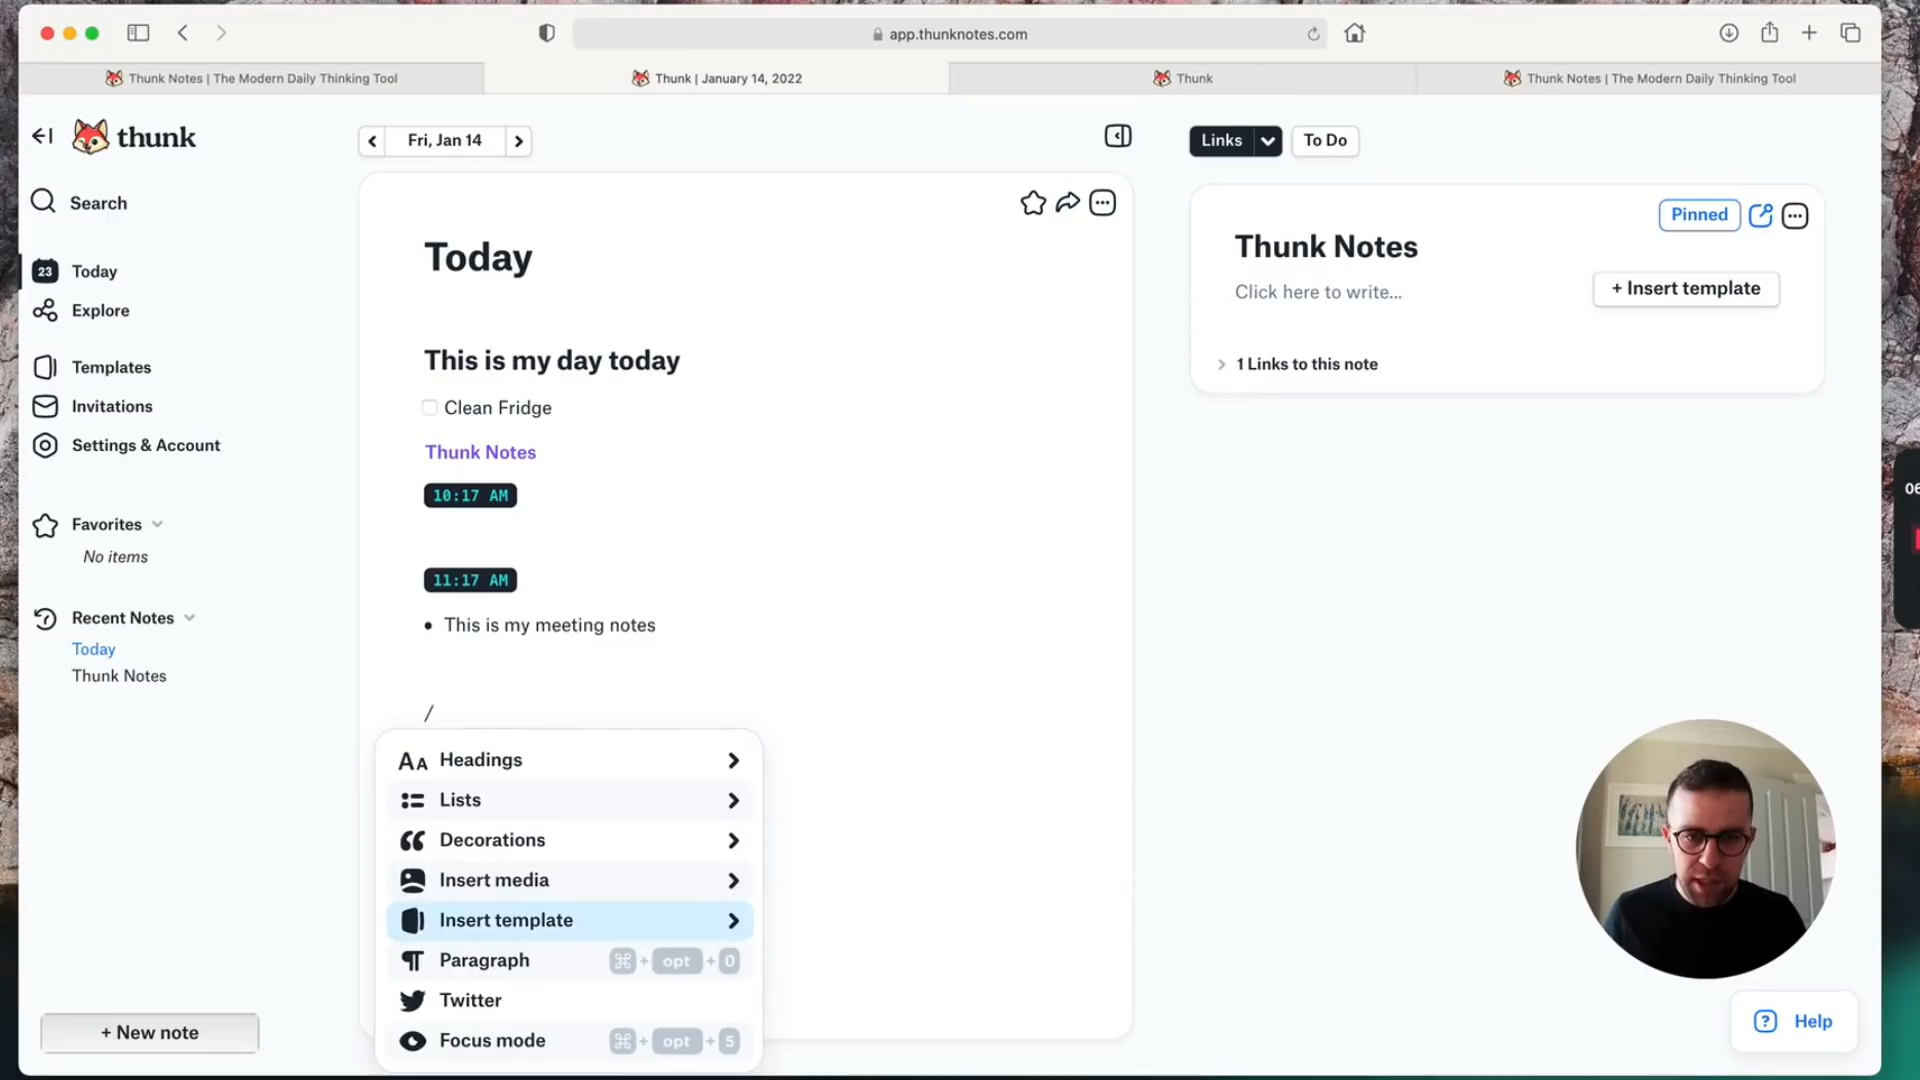 app.thunknotes.com
Thunk Notes | The Modern Daily Thinking Tool
Thunk | January 14, 2022
Thunk
Thunk Notes | The Modern Daily Thinking Tool
thunk
Search
23 Today
Explore
Templates
Invitations
Settings & Account
Favorites
No items
Recent Notes
Today
Thunk Notes
+ New note
Fri, Jan 14
Today
This is my day today
Clean Fridge
Thunk Notes
10:17 AM
11:17 AM
• This is my meeting notes
/
Headings
Lists
Decorations
Insert media
Insert template
Paragraph ⌘ + opt + 0
Twitter
Focus mode ⌘ + opt + 5
Links
To Do
Pinned
Thunk Notes
Click here to write...
+ Insert template
1 Links to this note
06
? Help